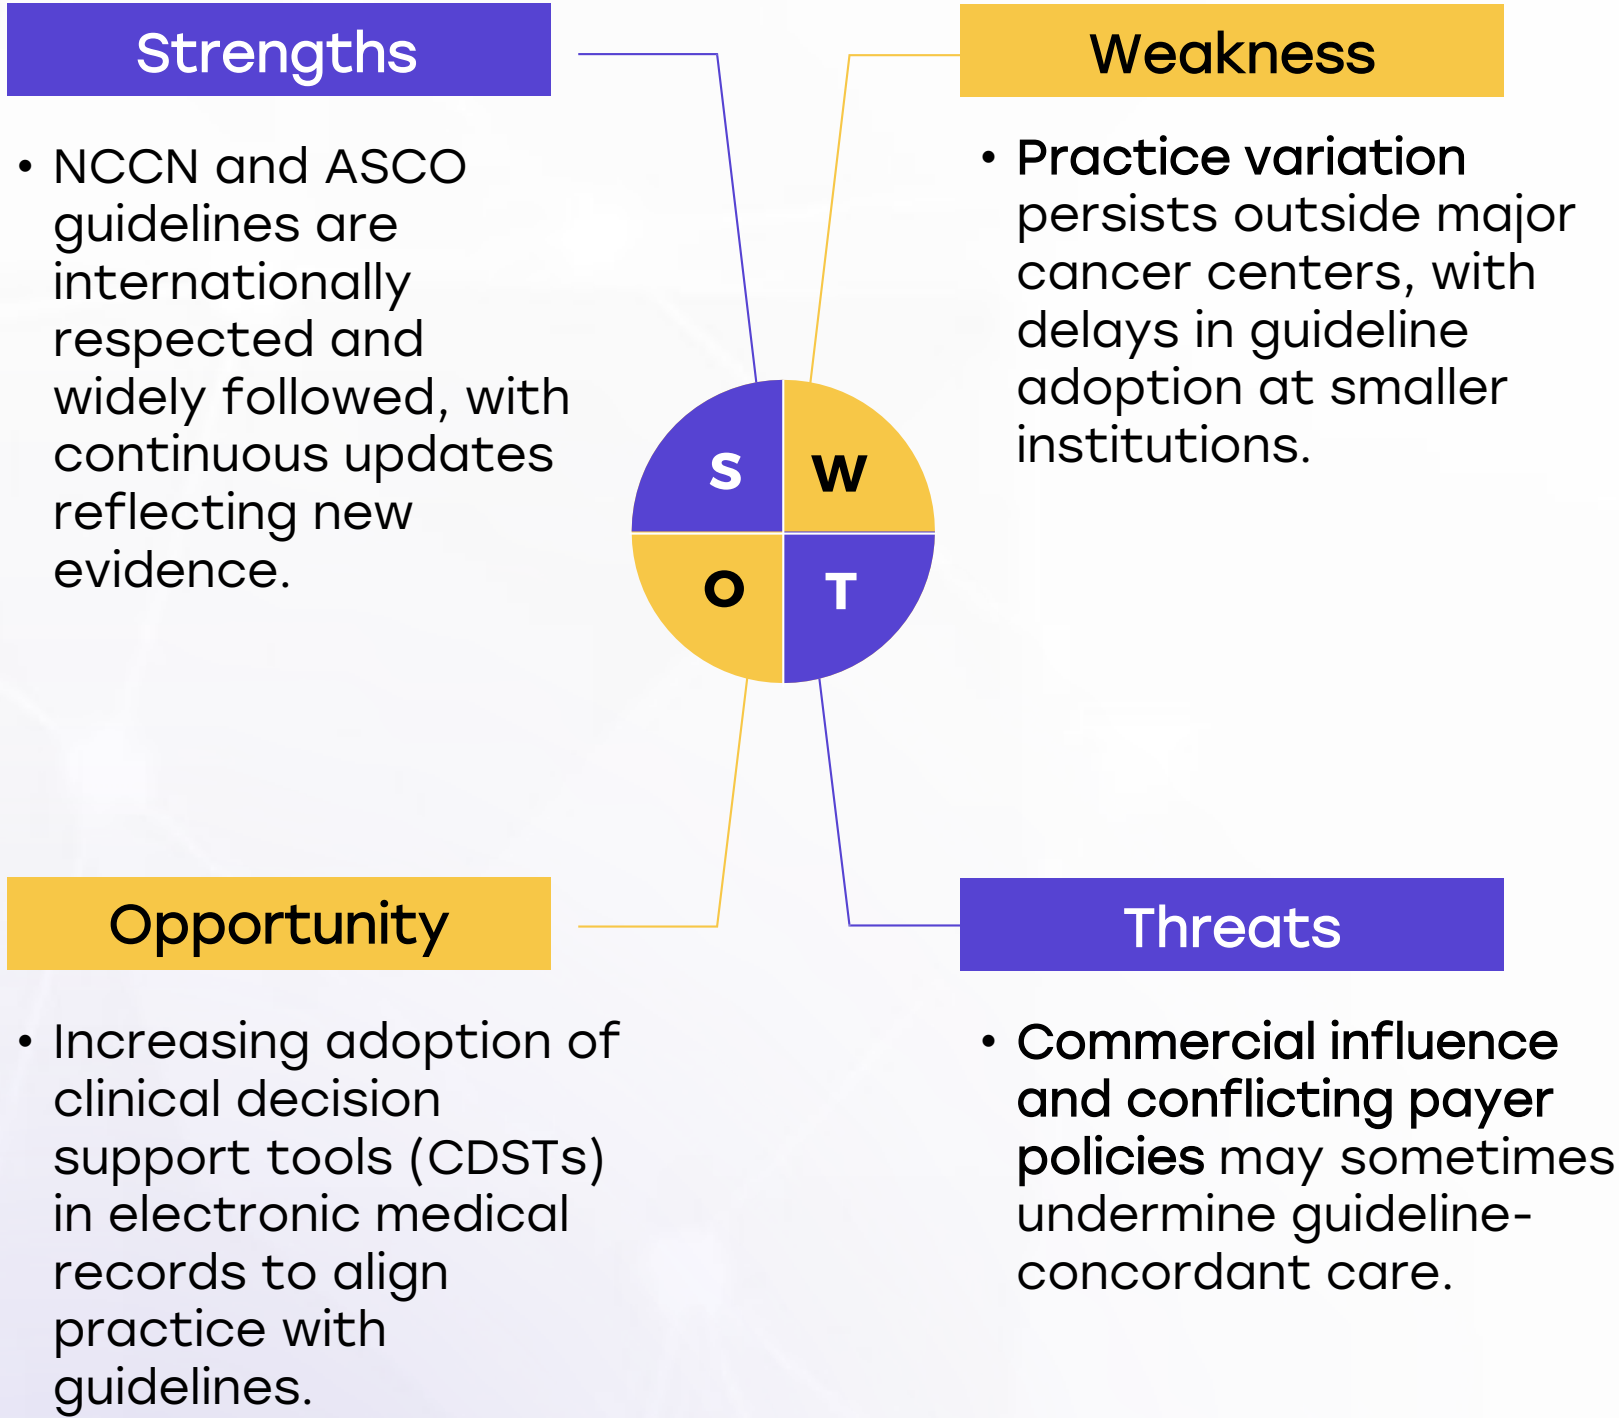 Strengths
• NCCN and ASCO
guidelines are
internationally
respected and
widely followed, with
continuous updates
reflecting new
evidence.
Weakness
• Practice variation
persists outside major
cancer centers, with
delays in guideline
adoption at smaller
institutions.
S
W
O
T
Opportunity
• Increasing adoption of
clinical decision
support tools (CDSTs)
in electronic medical
records to align
practice with
guidelines.
Threats
• Commercial influence
and conflicting payer
policies may sometimes
undermine guideline-
concordant care.